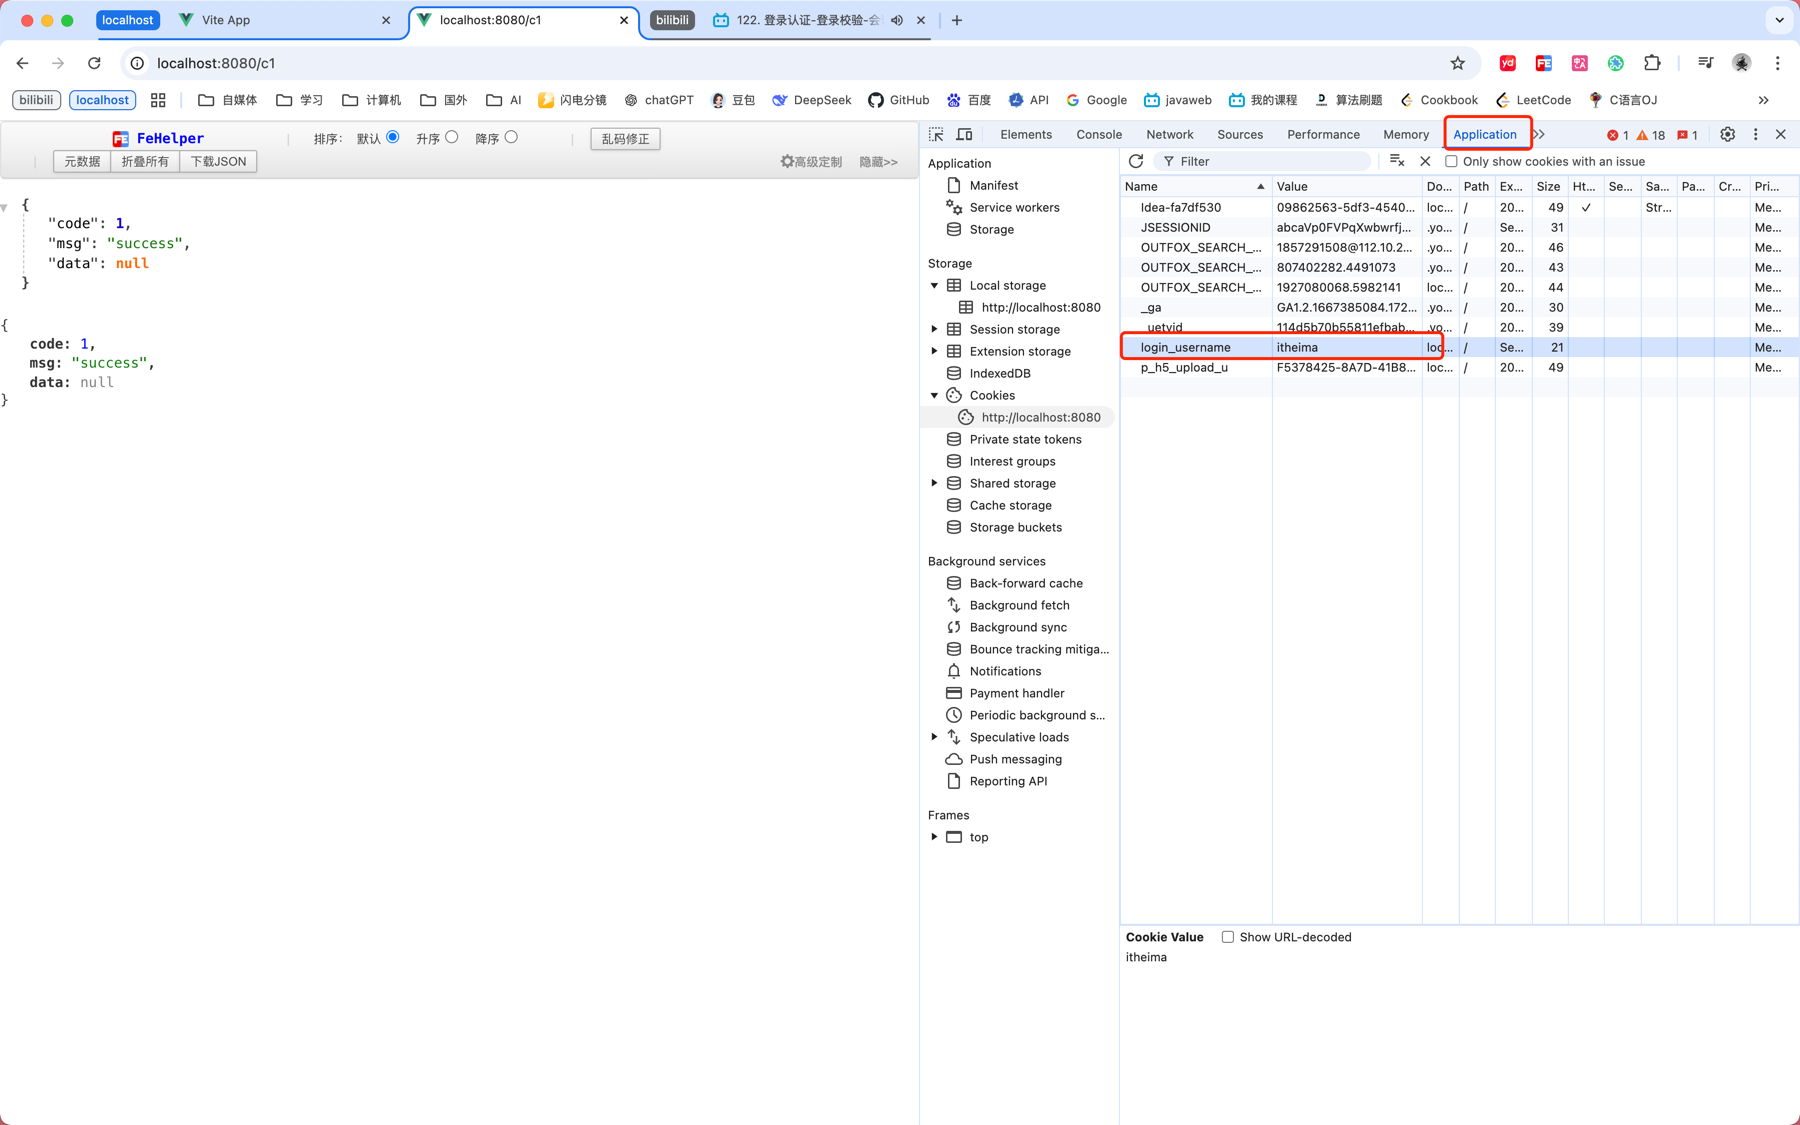 localhost
Vite App
localhost:8080/c1
bilibili
122. 登录认证-登录校验-会
localhost:8080/c1
bilibili
localhost
自媒体
学习
计算机
国外
AI
闪电分镜
chatGPT
豆包
DeepSeek
GitHub
百度
API
Google
javaweb
我的课程
算法刷题
Cookbook
LeetCode
C语言OJ
FeHelper
排序:
默认
升序
降序
乱码修正
元数据
折叠所有
下载JSON
高级定制
隐藏>>
{
"code": 1,
"msg": "success",
"data": null
}
{
code: 1,
msg: "success",
data: null
}
Elements
Console
Network
Sources
Performance
Memory
Application
1
18
1
Application
Manifest
Service workers
Storage
Storage
Local storage
http://localhost:8080
Session storage
Extension storage
IndexedDB
Cookies
http://localhost:8080
Private state tokens
Interest groups
Shared storage
Cache storage
Storage buckets
Background services
Back-forward cache
Background fetch
Background sync
Bounce tracking mitiga...
Notifications
Payment handler
Periodic background s...
Speculative loads
Push messaging
Reporting API
Frames
top
Filter
Only show cookies with an issue
Name Value Do... Path Ex... Size Ht... Se... Sa... Pa... Cr... Pri...
Idea-fa7df530 09862563-5df3-4540... loc... / 20... 49 ✓ Str... Me...
JSESSIONID abcaVp0FVPqXwbwrfj... .yo... / Se... 31 Me...
OUTFOX_SEARCH_... 1857291508@112.10.2... .yo... / 20... 46 Me...
OUTFOX_SEARCH_... 807402282.4491073 .yo... / 20... 43 Me...
OUTFOX_SEARCH_... 1927080068.5982141 loc... / 20... 44 Me...
_ga GA1.2.1667385084.172... .yo... / 20... 30 Me...
_uetvid 114d5b70b55811efbab... .yo... / 20... 39 Me...
login_username itheima loc... / Se... 21 Me...
p_h5_upload_u F5378425-8A7D-41B8... loc... / 20... 49 Me...
Cookie Value
Show URL-decoded
itheima